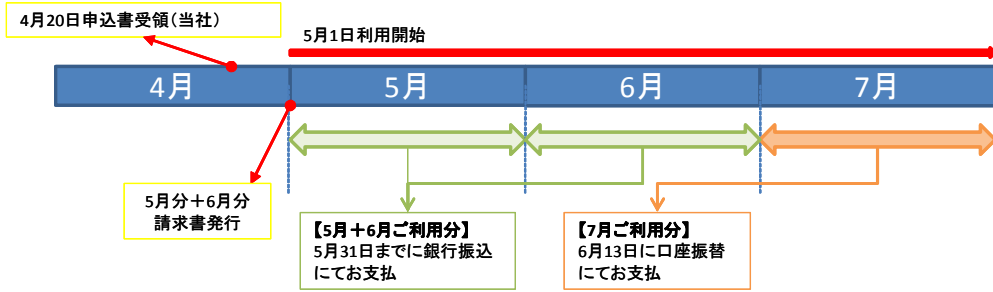 4月20日申込書受領(当社)
5月1日利用開始
4月
5月
6月
7月
5月分+6月分
請求書発行
【5月+6月ご利用分】
5月31日までに銀行振込
にてお支払
【7月ご利用分】
6月13日に口座振替
にてお支払